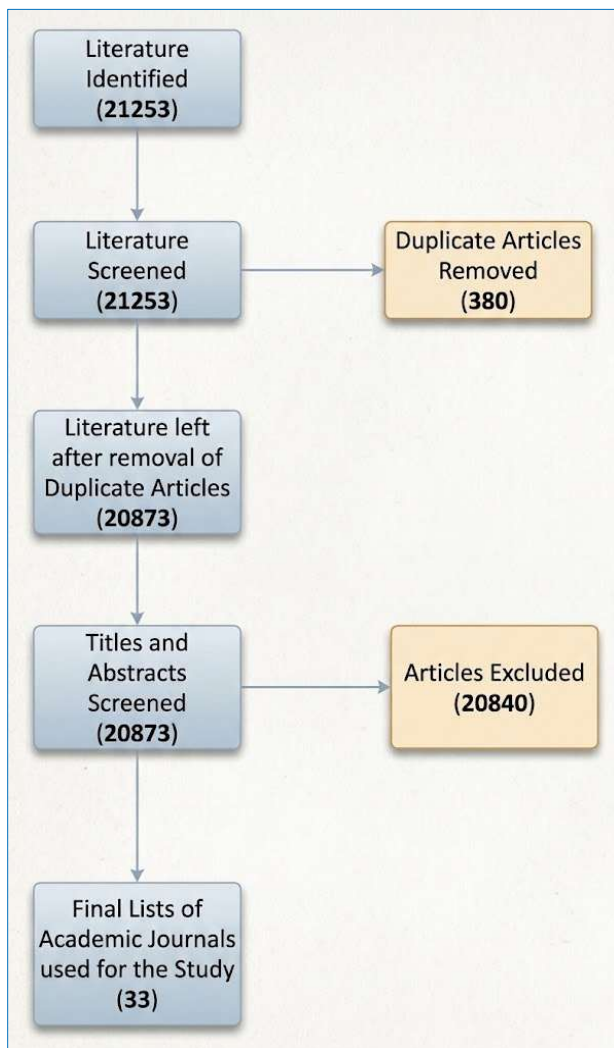 Literature
Identified
(21253)
Literature
Screened
(21253)
Duplicate Articles
Removed
(380)
Literature left
after removal of
Duplicate Articles
(20873)
Titles and
Abstracts
Screened
(20873)
Articles Excluded
(20840)
Final Lists of
Academic Journals
used for the Study
(33)